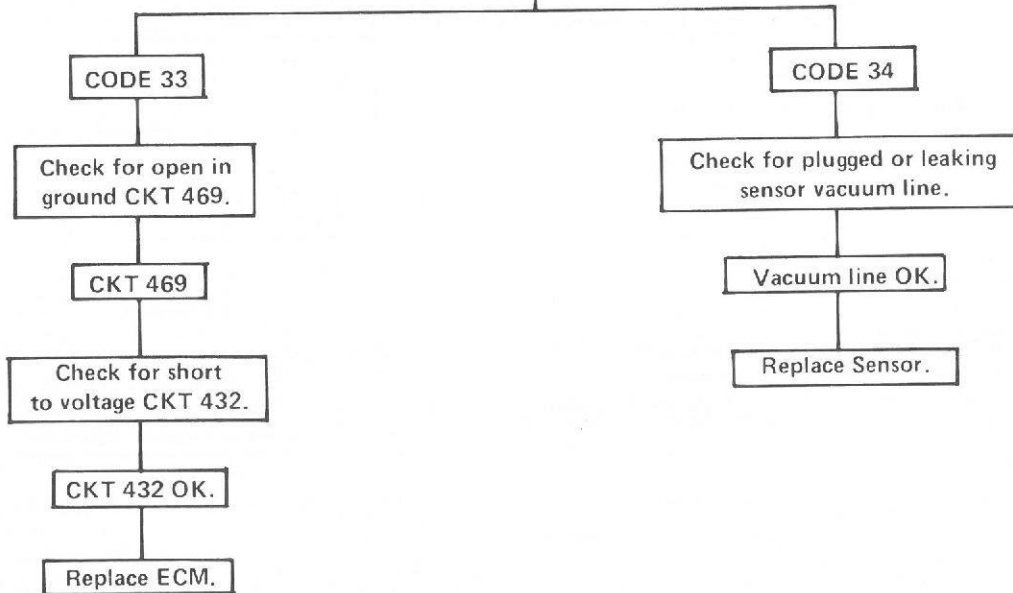 CODE 33
Check for open in
ground CKT 469.
CKT 469
Check for short
to voltage CKT 432.
CKT 432 OK.
Replace ECM.
CODE 34
Check for plugged or leaking
sensor vacuum line.
Vacuum line OK.
Replace Sensor.